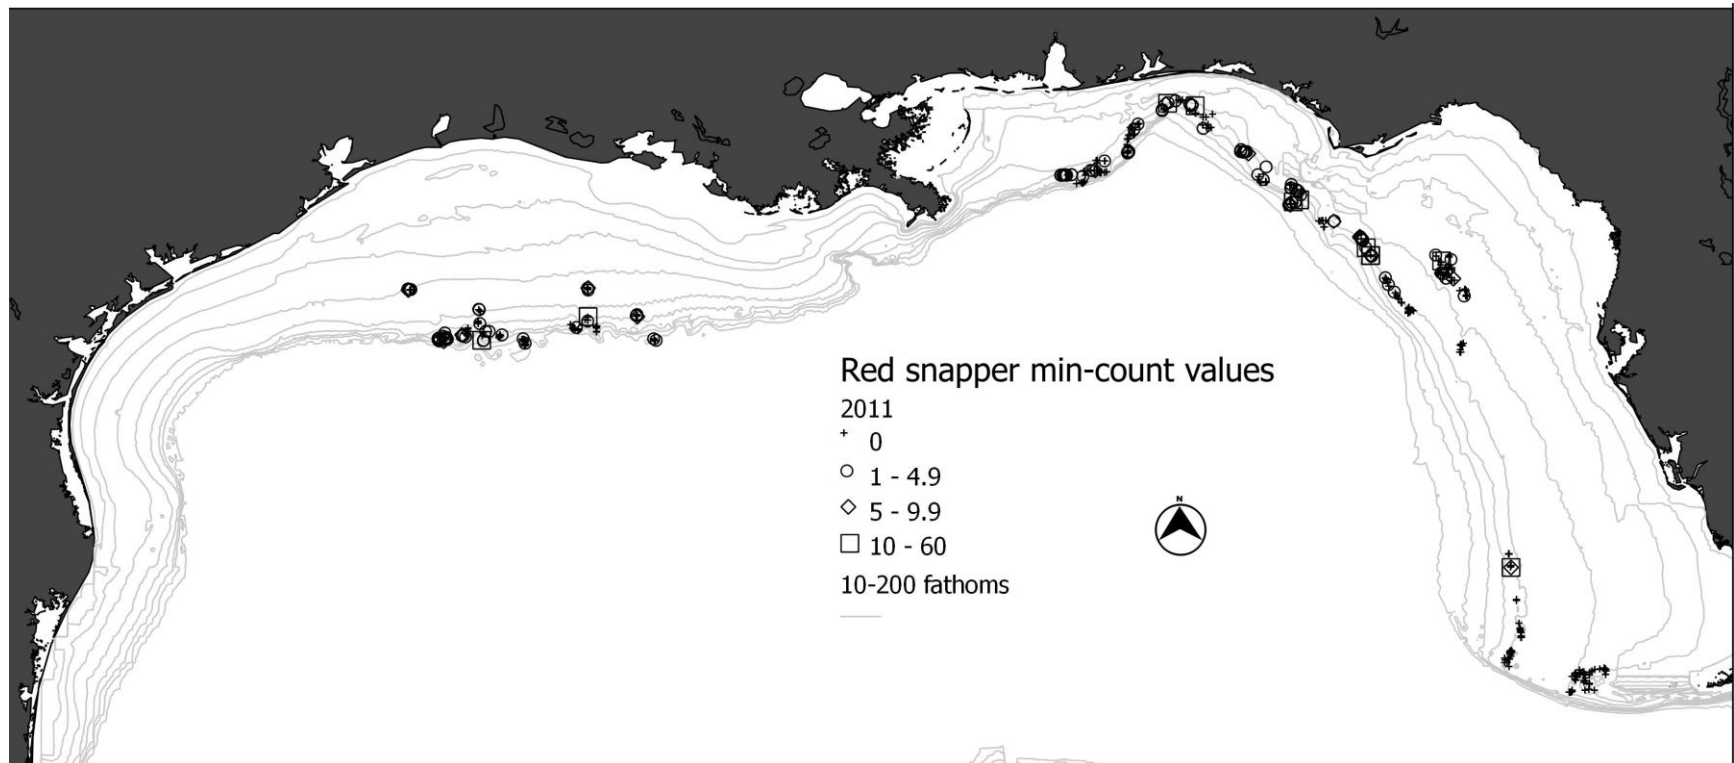 Red snapper min-count values
2011
0
1 - 4.9
5 - 9.9
10 - 60
10-200 fathoms
N